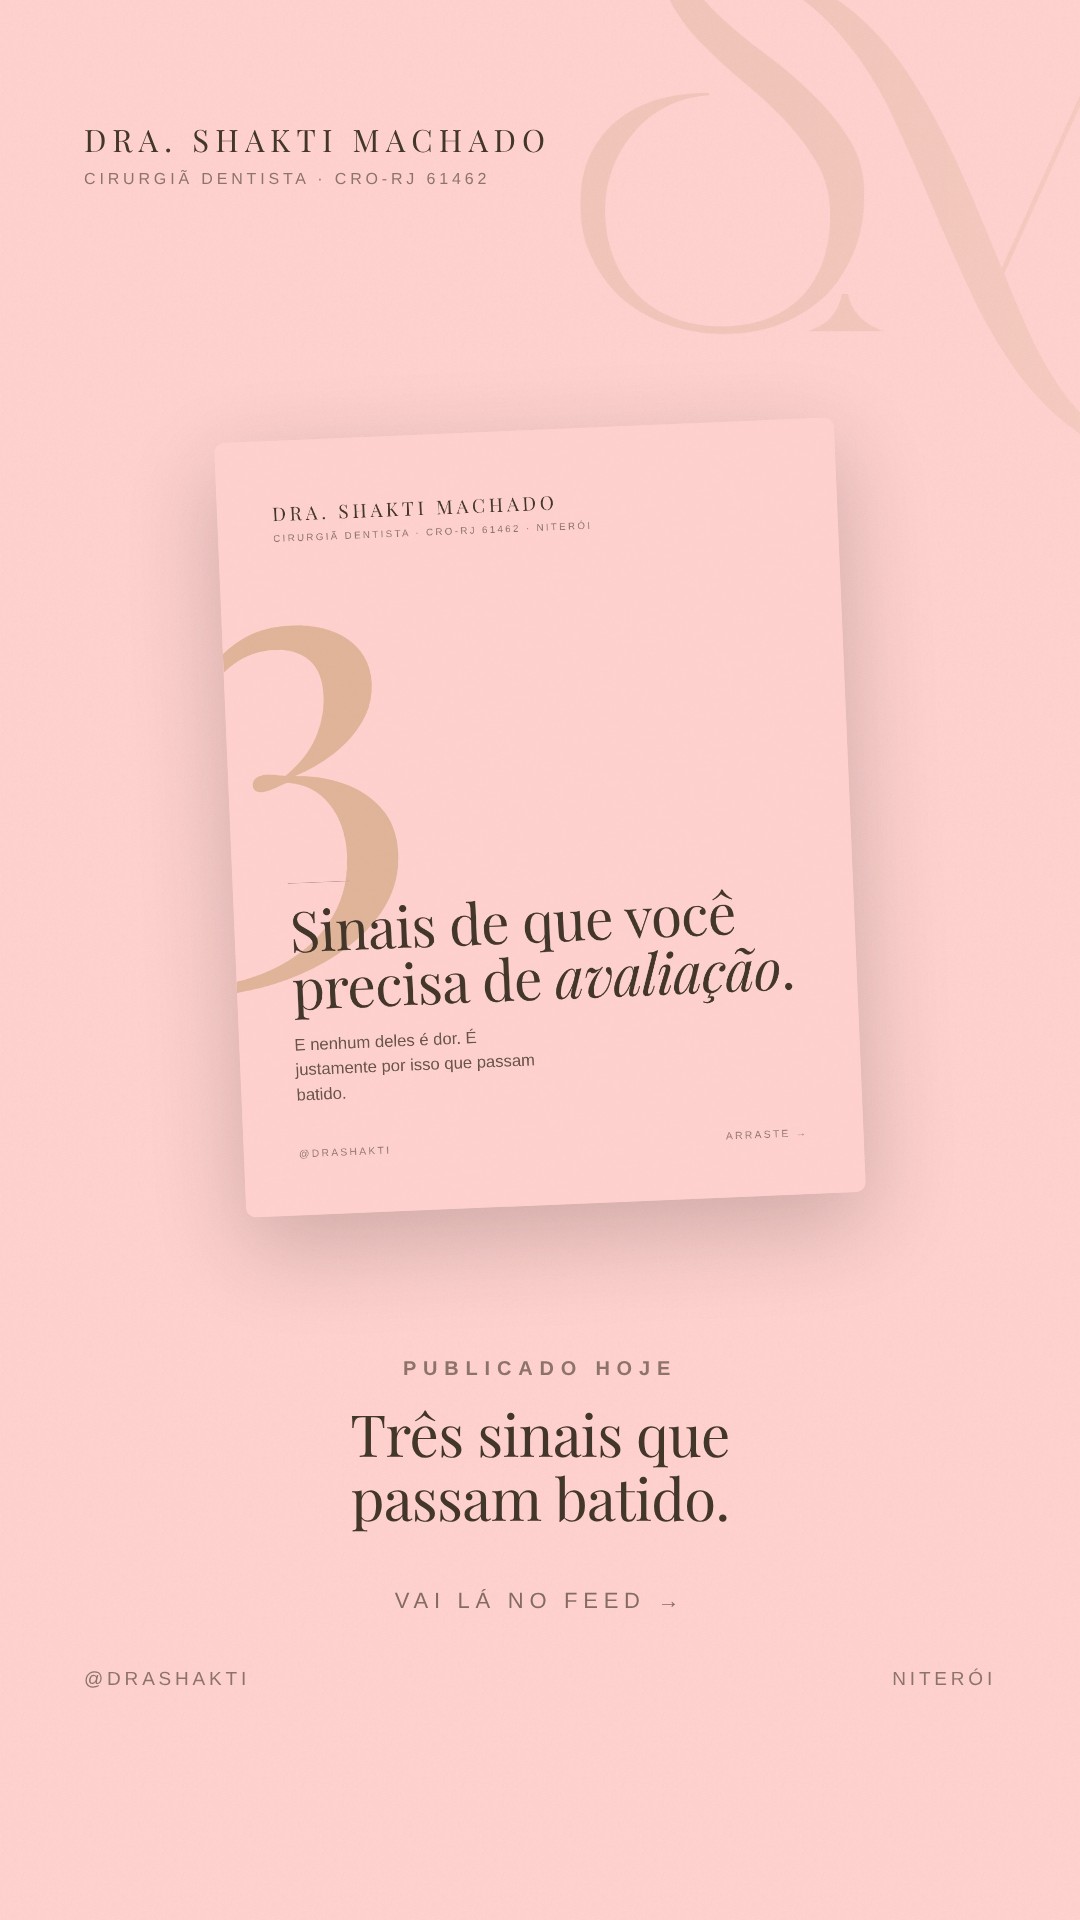 DRA. SHAKTI MACHADO
CIRURGIÃ DENTISTA · CRO-RJ 61462
DRA. SHAKTI MACHADO
CIRURGIÃ DENTISTA · CRO-RJ 61462 · NITERÓI
3
Sinais de que você
precisa de avaliação.
E nenhum deles é dor. É
justamente por isso que passam
batido.
@DRASHAKTI
ARRASTE →
PUBLICADO HOJE
Três sinais que
passam batido.
VAI LÁ NO FEED →
@DRASHAKTI
NITERÓI